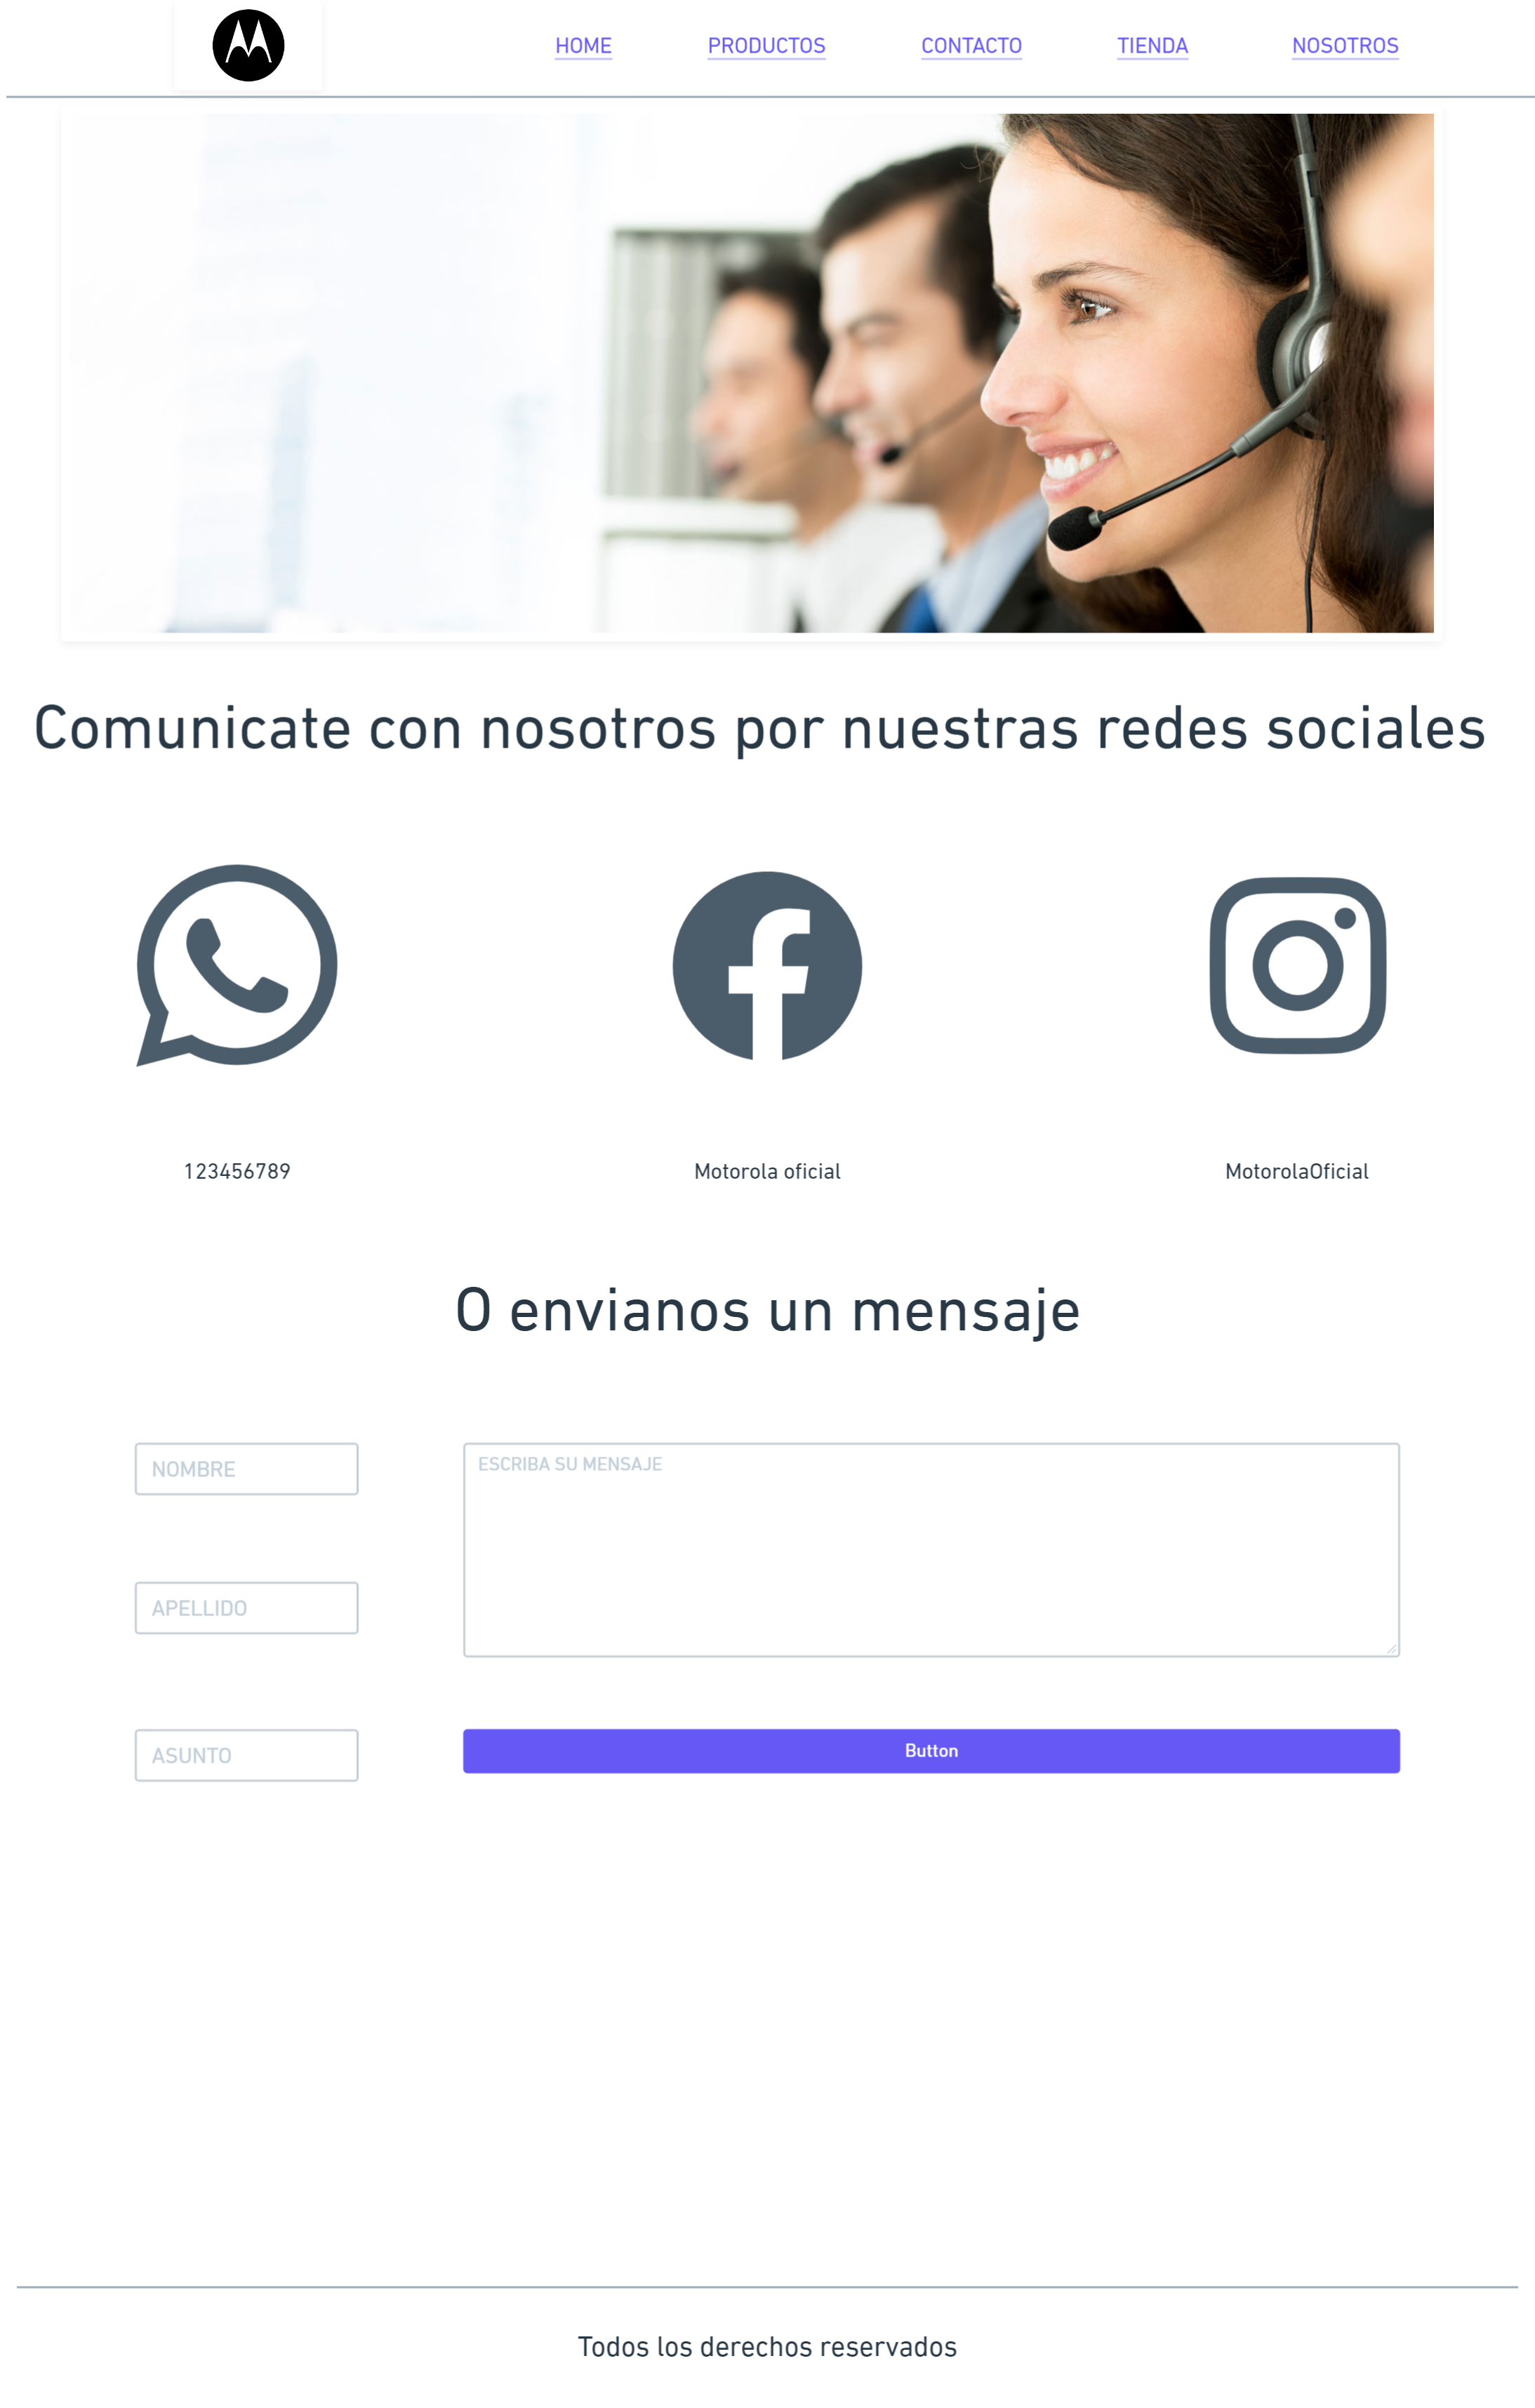 HOME PRODUCTOS CONTACTO TIENDA NOSOTROS
Comunicate con nosotros por nuestras redes sociales
123456789 Motorola oficial MotorolaOficial
O envianos un mensaje
NOMBRE
ESCRIBA SU MENSAJE
APELLIDO
ASUNTO
Button
Todos los derechos reservados